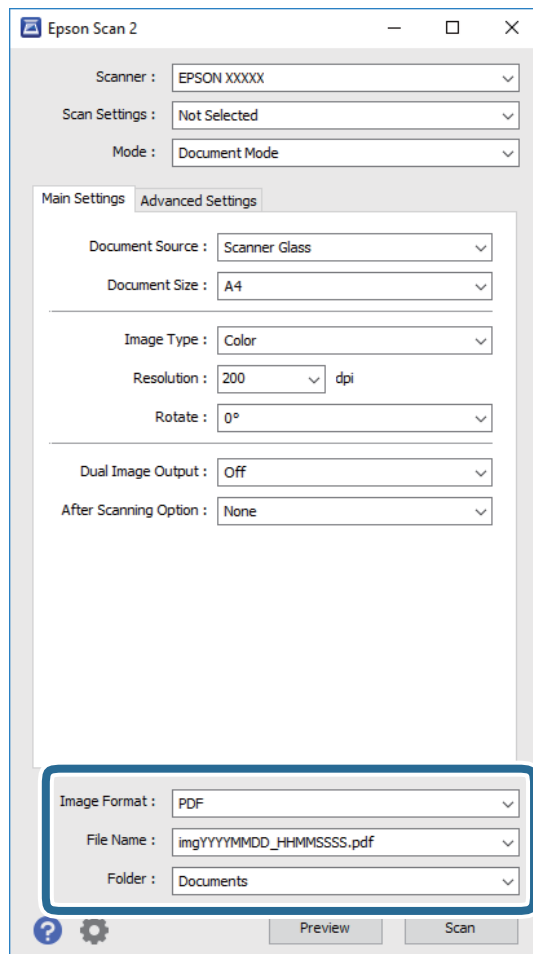 Epson Scan 2
Scanner : EPSON XXXXX
Scan Settings : Not Selected
Mode : Document Mode
Main Settings Advanced Settings
Document Source : Scanner Glass
Document Size : A4
Image Type : Color
Resolution : 200 dpi
Rotate : 0°
Dual Image Output : Off
After Scanning Option : None
Image Format : PDF
File Name : imgYYYYMMDD_HHMMSSSS.pdf
Folder : Documents
? Preview Scan